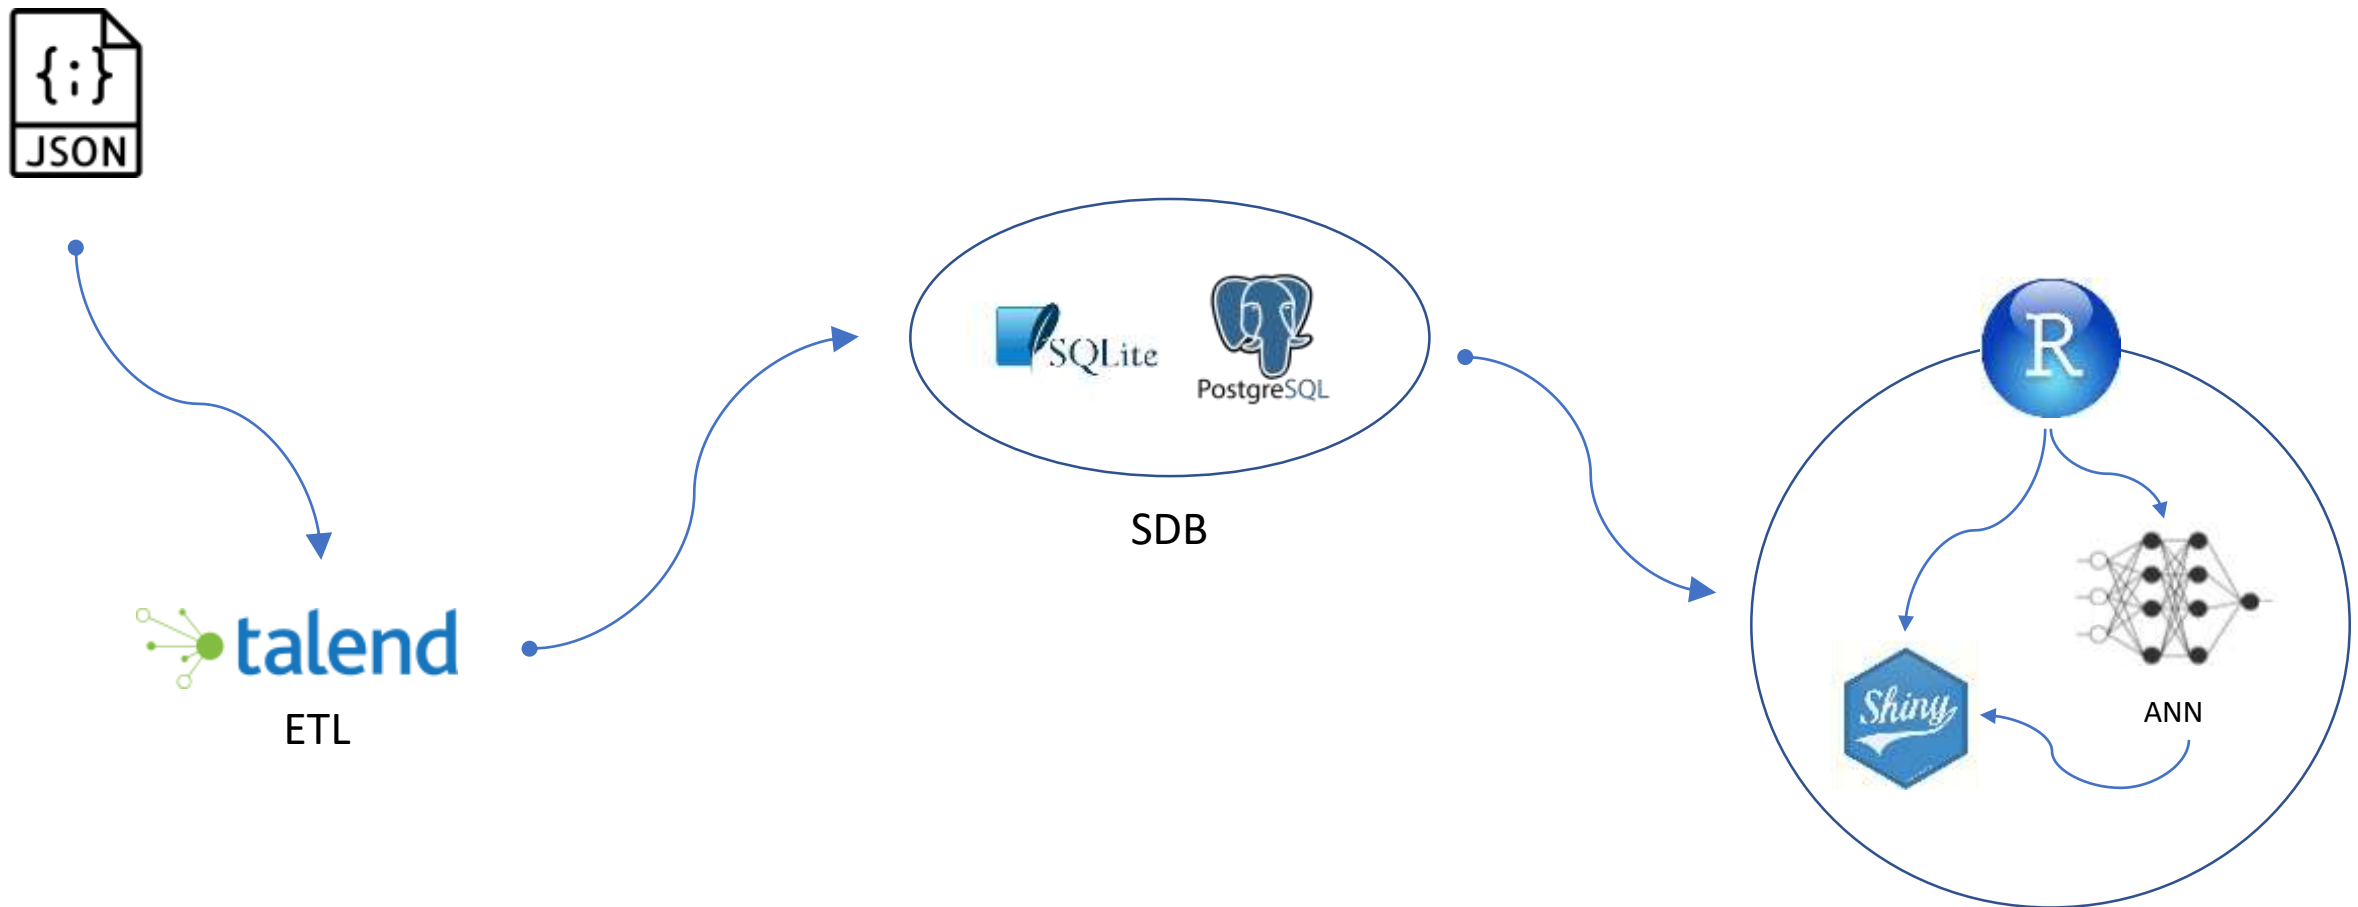 {;}
JSON
talend
ETL
SQLite
PostgreSQL
SDB
R
Shiny
ANN